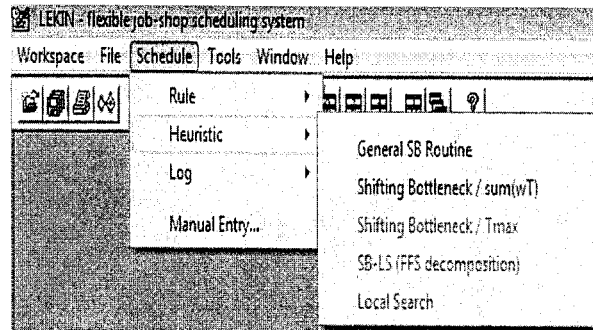 LEKIN - flexible job-shop scheduling system
Workspace File Schedule Tools Window Help
Rule
Heuristic
General SB Routine
Log
Shifting Bottleneck / sum(wT)
Shifting Bottleneck / Tmax
Manual Entry...
SB-LS (FFS decomposition)
Local Search